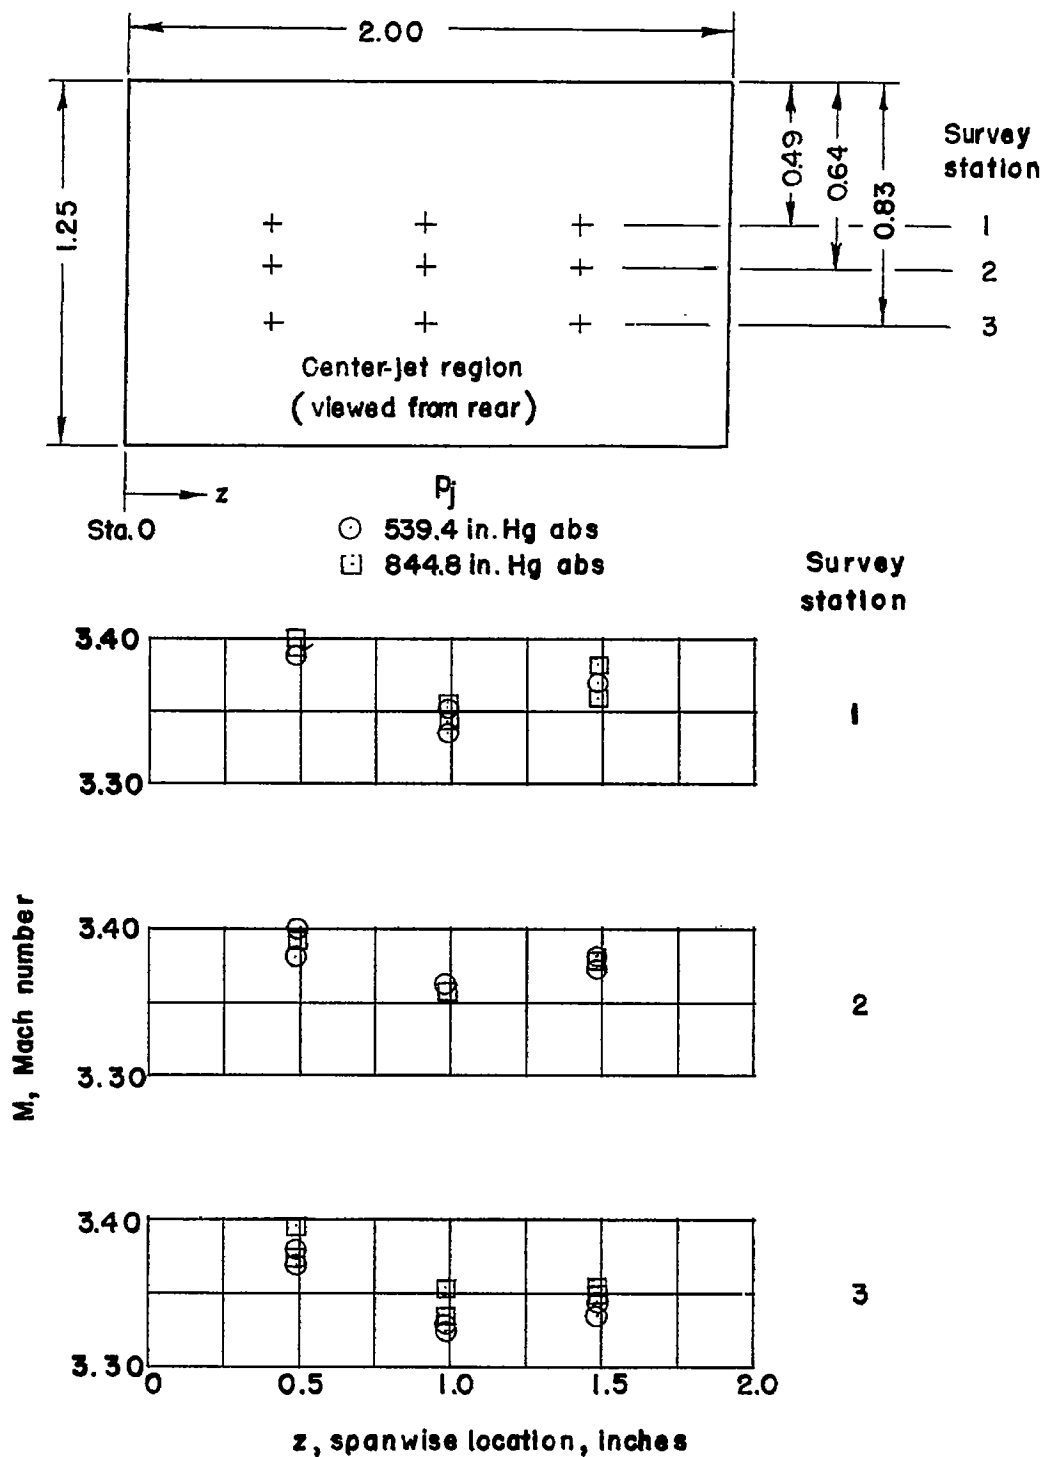 2.00
1.25
0.49
0.64
0.83
Survey
station
1
2
3
Center-jet region
(viewed from rear)
z
Sta. 0
pj
539.4 in. Hg abs
844.8 in. Hg abs
Survey
station
3.40
3.30
1
3.40
3.30
2
3.40
3.30
3
M, Mach number
0 0.5 1.0 1.5 2.0
z, spanwise location, inches